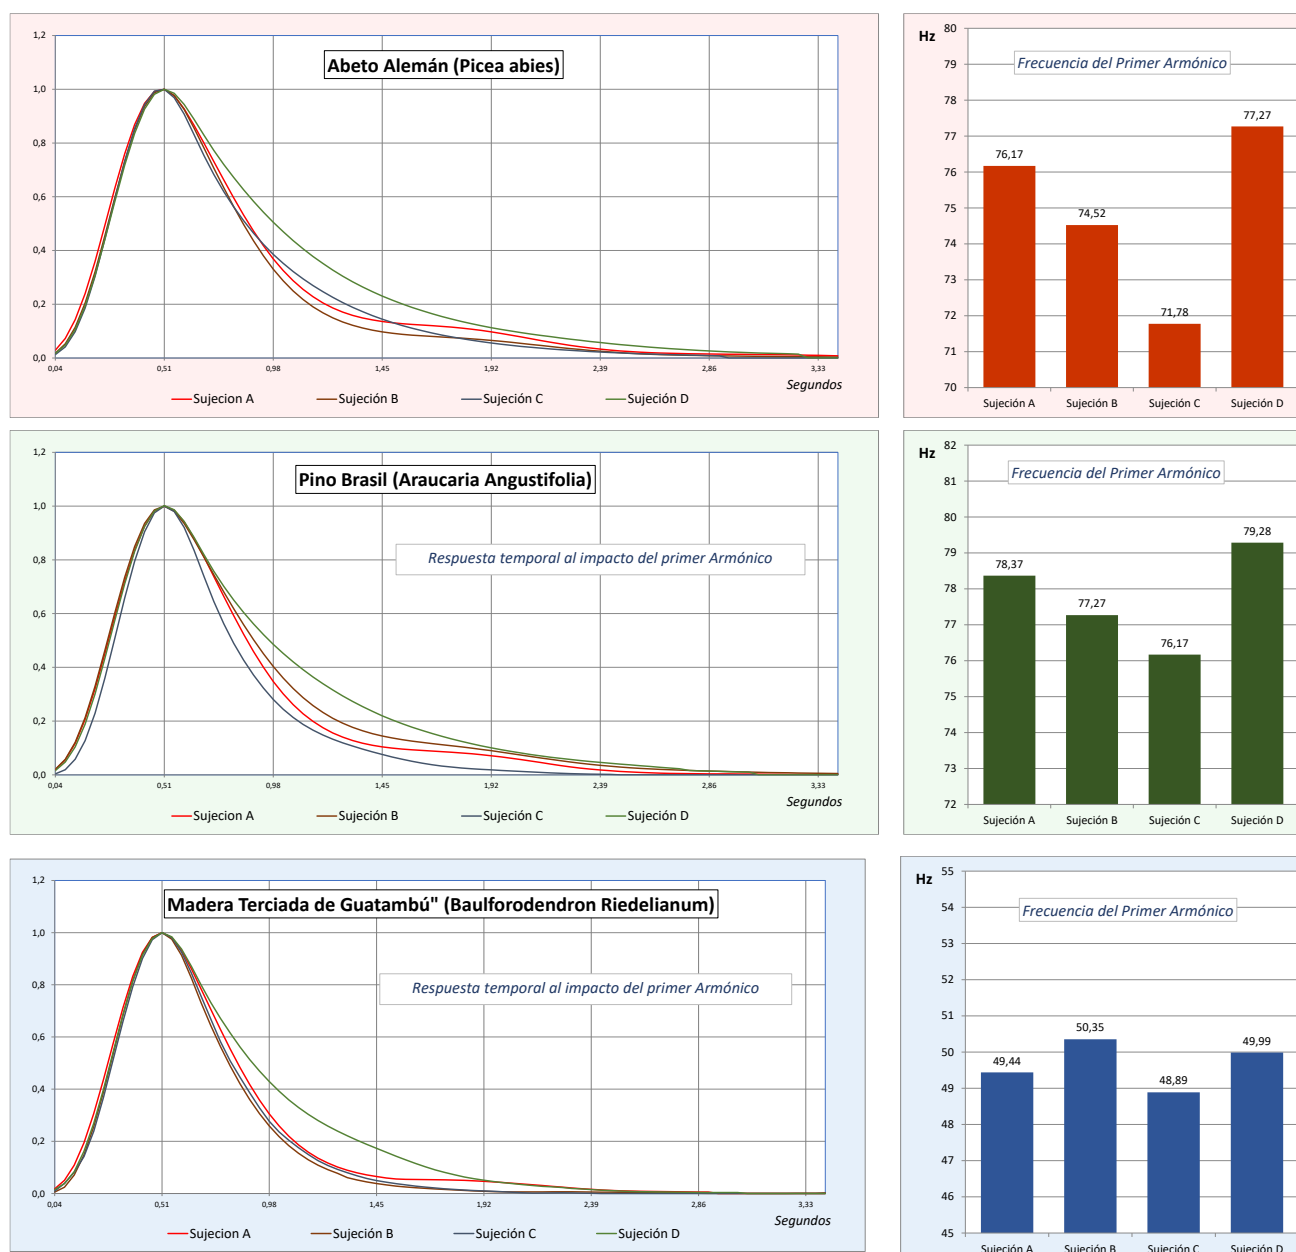 1,2
Abeto Alemán (Picea abies)
1,0
0,8
0,6
0,4
0,2
0,0
0,04 0,51 0,98 1,45 1,92 2,39 2,86 3,33
Segundos
Sujecion A Sujeción B Sujeción C Sujeción D
Hz
Frecuencia del Primer Armónico
80
79
78
77
76
75
74
73
72
71
70
76,17
74,52
71,78
77,27
Sujeción A Sujeción B Sujeción C Sujeción D
1,2
Pino Brasil (Araucaria Angustifolia)
1,0
Respuesta temporal al impacto del primer Armónico
0,8
0,6
0,4
0,2
0,0
0,04 0,51 0,98 1,45 1,92 2,39 2,86 3,33
Segundos
Sujecion A Sujeción B Sujeción C Sujeción D
Hz
Frecuencia del Primer Armónico
82
81
80
79
78
77
76
75
74
73
72
78,37
77,27
76,17
79,28
Sujeción A Sujeción B Sujeción C Sujeción D
1,2
Madera Terciada de Guatambú" (Baulforodendron Riedelianum)
1,0
Respuesta temporal al impacto del primer Armónico
0,8
0,6
0,4
0,2
0,0
0,04 0,51 0,98 1,45 1,92 2,39 2,86 3,33
Segundos
Sujecion A Sujeción B Sujeción C Sujeción D
Hz
Frecuencia del Primer Armónico
55
54
53
52
51
50
49
48
47
46
45
49,44
50,35
48,89
49,99
Sujeción A Sujeción B Sujeción C Sujeción D